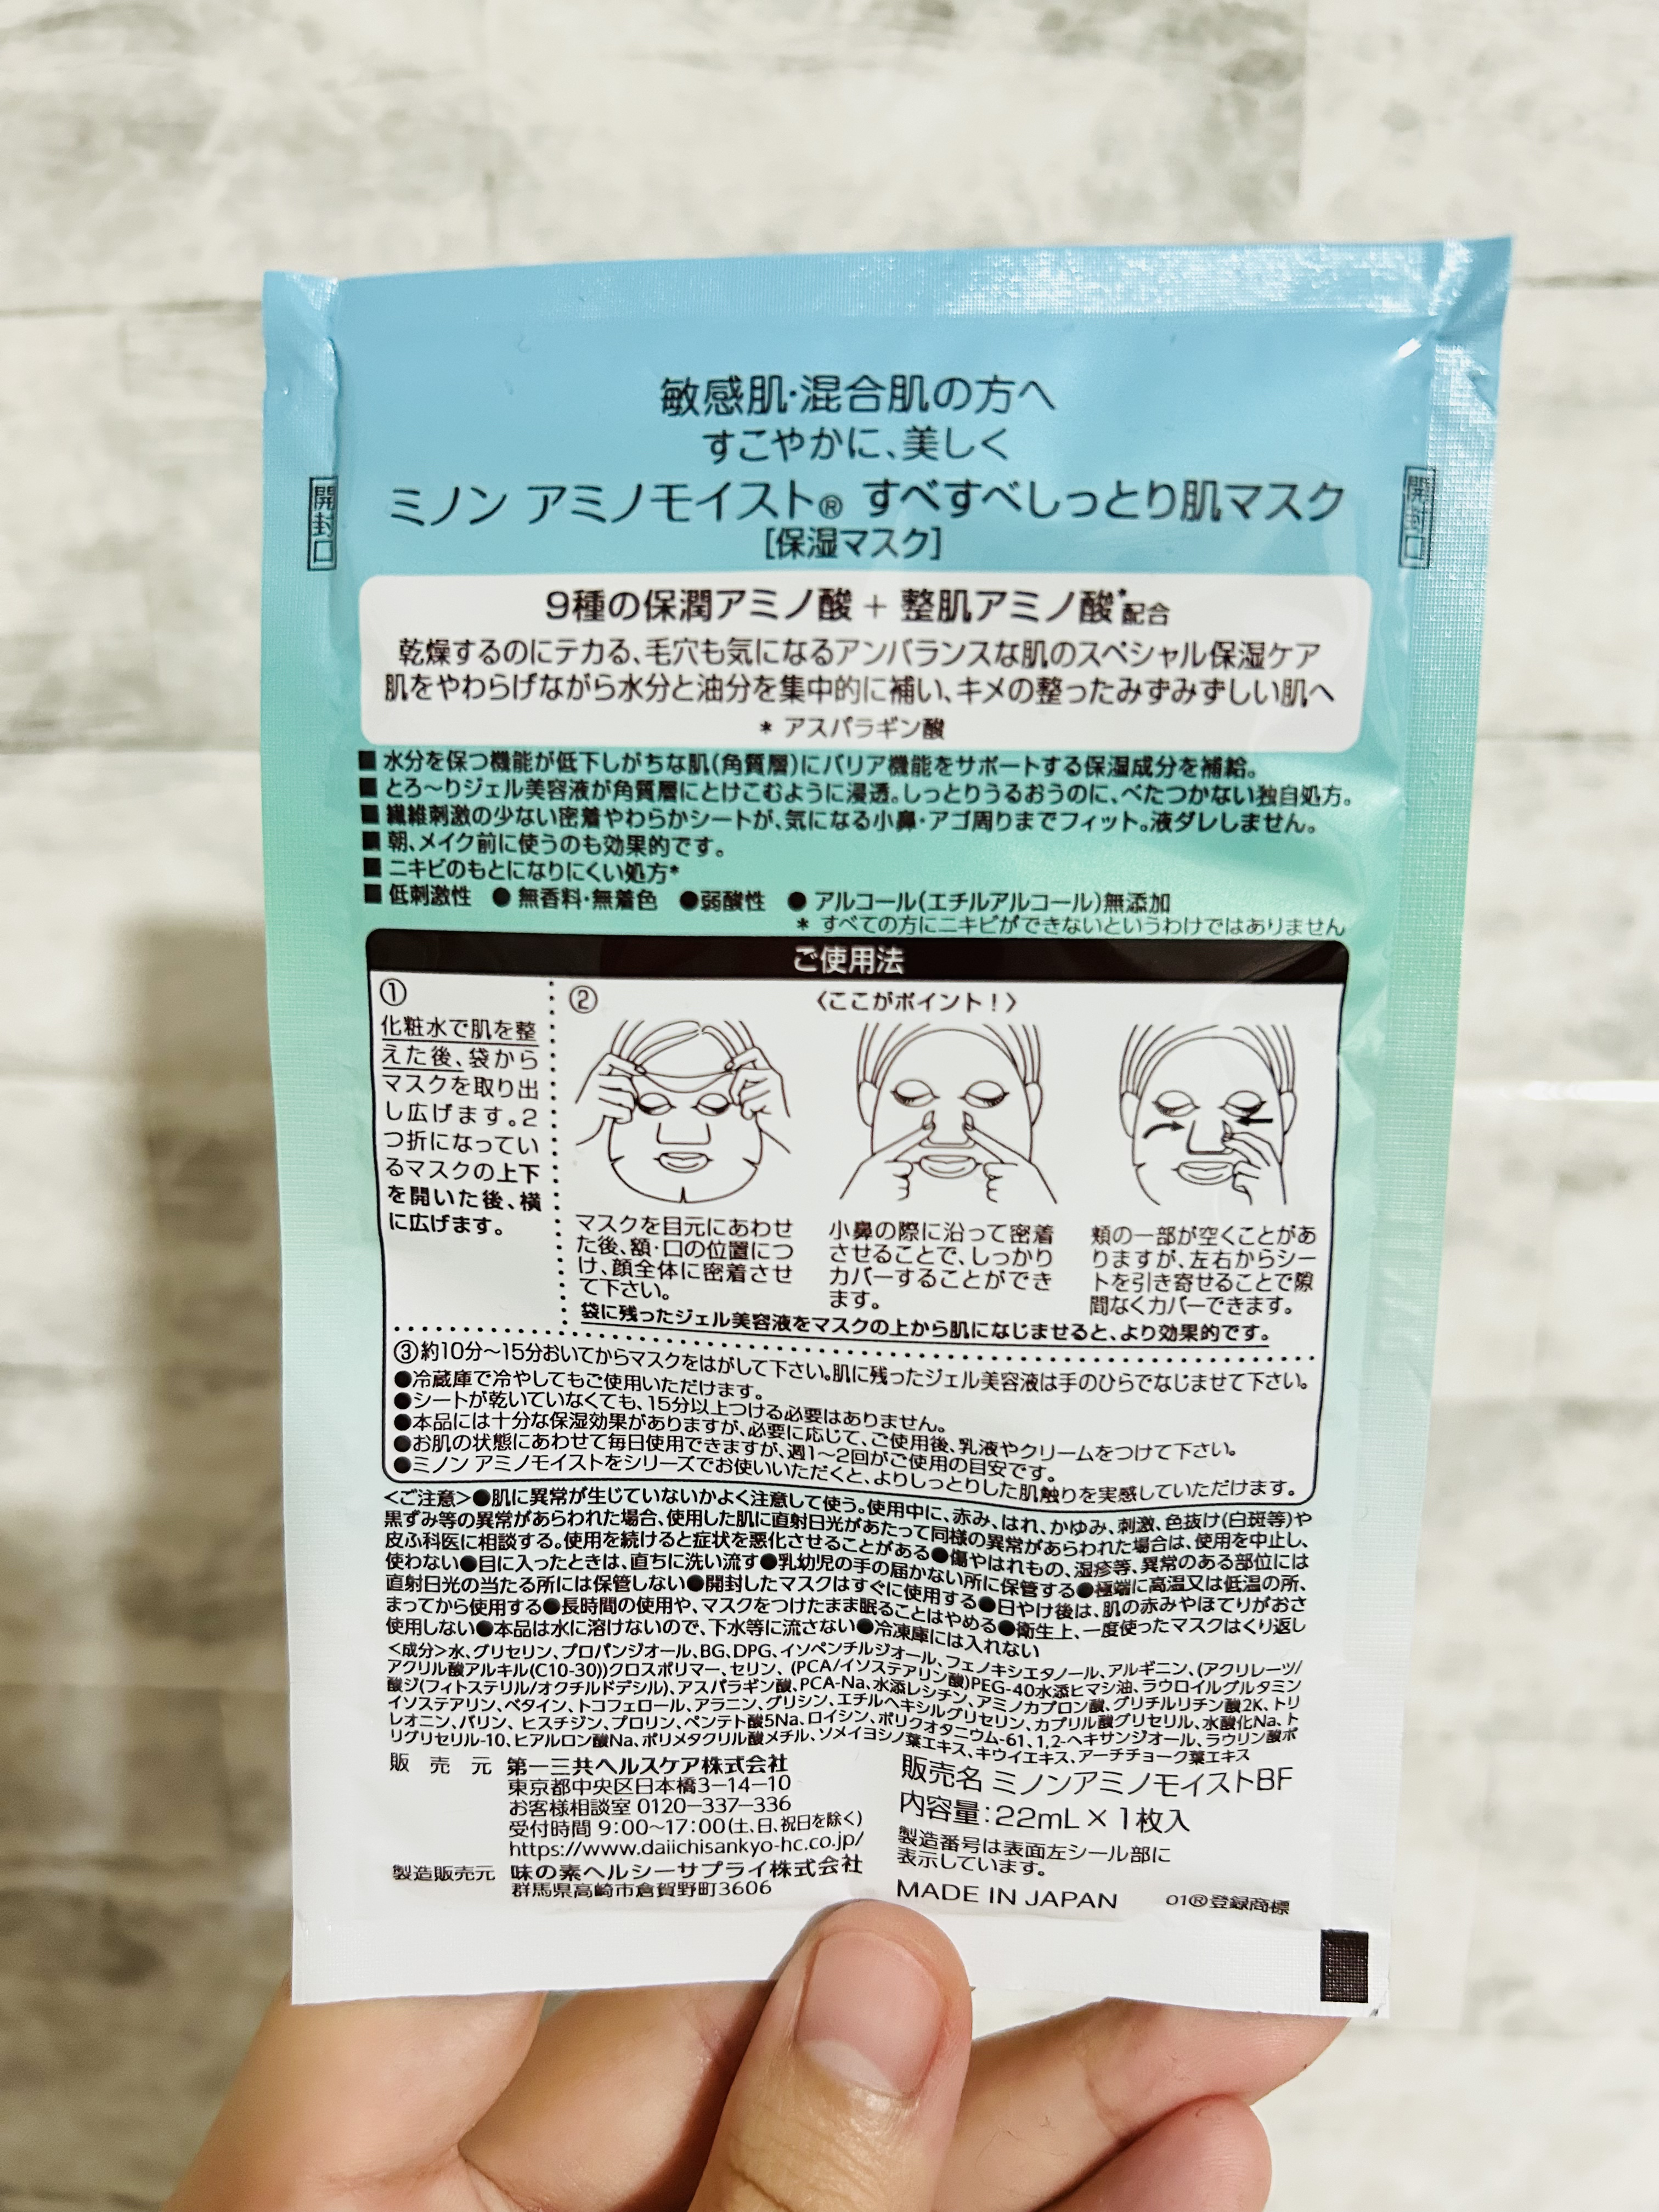 敏感肌・混合肌の方へ
すこやかに、美しく
ミノン アミノモイスト® すべすべしっとり肌マスク
[保湿マスク]
開封口
開封口
9種の保潤アミノ酸 + 整肌アミノ酸*配合
乾燥するのにテカる、毛穴も気になるアンバランスな肌のスペシャル保湿ケア
肌をやわらげながら水分と油分を集中的に補い、キメの整ったみずみずしい肌へ
* アスパラギン酸
■ 水分を保つ機能が低下しがちな肌(角質層)にバリア機能をサポートする保湿成分を補給。
■ とろ~りジェル美容液が角質層にとけこむように浸透。しっとりうるおうのに、べたつかない独自処方。
■ 繊維刺激の少ない密着やわらかシートが、気になる小鼻・アゴ周りまでフィット。液ダレしません。
■ 朝、メイク前に使うのも効果的です。
■ ニキビのもとになりにくい処方*
■ 低刺激性 ● 無香料・無着色 ●弱酸性 ● アルコール(エチルアルコール)無添加
* すべての方にニキビができないというわけではありません
ご使用法
①
化粧水で肌を整
えた後、袋から
マスクを取り出
し広げます。2
つ折になってい
るマスクの上下
を開いた後、横
に広げます。
②
〈ここがポイント!〉
マスクを目元にあわせ
た後、額・口の位置につ
け、顔全体に密着させ
て下さい。
小鼻の際に沿って密着
させることで、しっかり
カバーすることができ
ます。
頬の一部が空くことがあ
りますが、左右からシー
トを引き寄せることで隙
間なくカバーできます。
袋に残ったジェル美容液をマスクの上から肌になじませると、より効果的です。
③約10分~15分おいてからマスクをはがして下さい。肌に残ったジェル美容液は手のひらでなじませて下さい。
●冷蔵庫で冷やしてもご使用いただけます。
●シートが乾いていなくても、15分以上つける必要はありません。
●本品には十分な保湿効果がありますが、必要に応じて、ご使用後、乳液やクリームをつけて下さい。
●お肌の状態にあわせて毎日使用できますが、週1~2回がご使用の目安です。
●ミノン アミノモイストをシリーズでお使いいただくと、よりしっとりした肌触りを実感していただけます。
<ご注意>●肌に異常が生じていないかよく注意して使う。使用中に、赤み、はれ、かゆみ、刺激、色抜け(白斑等)や
黒ずみ等の異常があらわれた場合、使用した肌に直射日光があたって同様の異常があらわれた場合は、使用を中止し、
皮ふ科医に相談する。使用を続けると症状を悪化させることがある●傷やはれもの、湿疹等、異常のある部位には
使わない●目に入ったときは、直ちに洗い流す●乳幼児の手の届かない所に保管する●極端に高温又は低温の所、
直射日光の当たる所には保管しない●開封したマスクはすぐに使用する●日やけ後は、肌の赤みやほてりがおさ
まってから使用する●長時間の使用や、マスクをつけたまま眠ることはやめる●衛生上、一度使ったマスクはくり返し
使用しない●本品は水に溶けないので、下水等に流さない●冷凍庫には入れない
<成分>水、グリセリン、プロパンジオール、BG、DPG、イソペンチルジオール、フェノキシエタノール、アルギニン、(アクリレーツ/
アクリル酸アルキル(C10-30))クロスポリマー、セリン、(PCA/イソステアリン酸)PEG-40水添ヒマシ油、ラウロイルグルタミン
酸ジ(フィトステリル/オクチルドデシル)、アスパラギン酸、PCA-Na、水添レシチン、アミノカプロン酸、グリチルリチン酸2K、トリ
イソステアリン、ベタイン、トコフェロール、アラニン、グリシン、エチルヘキシルグリセリン、カプリル酸グリセリル、水酸化Na、ト
レオニン、バリン、ヒスチジン、プロリン、ペンテト酸5Na、ロイシン、ポリクオタニウム-61、1,2-ヘキサンジオール、ラウリン酸ポ
リグリセリル-10、ヒアルロン酸Na、ポリメタクリル酸メチル、ソメイヨシノ葉エキス、キウイエキス、アーチチョーク葉エキス
販売元 第一三共ヘルスケア株式会社
東京都中央区日本橋3-14-10
お客様相談室 0120-337-336
受付時間 9:00~17:00(土、日、祝日を除く)
https://www.daiichisankyo-hc.co.jp/
製造販売元 味の素ヘルシーサプライ株式会社
群馬県高崎市倉賀野町3606
販売名 ミノンアミノモイストBF
内容量:22mL×1枚入
製造番号は表面左シール部に
表示しています。
MADE IN JAPAN 01®登録商標